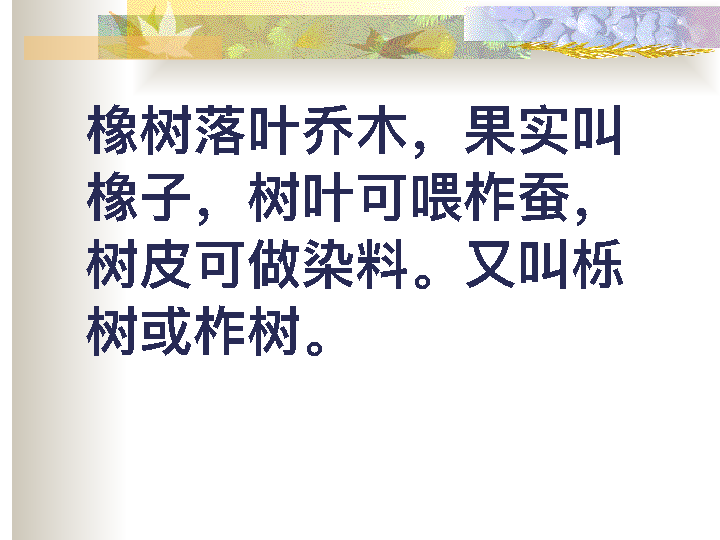 橡树落叶乔木，果实叫
橡子，树叶可喂柞蚕，
树皮可做染料。又叫栎
树或柞树。